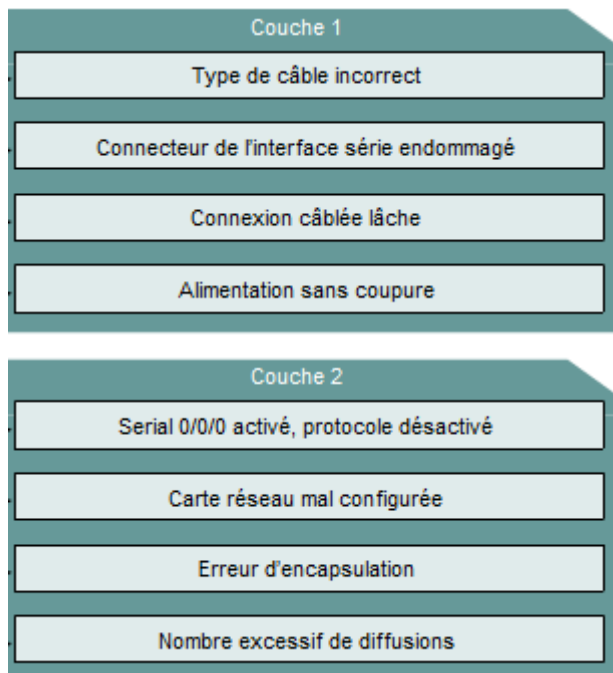 Couche 1
Type de câble incorrect
Connecteur de l'interface série endommagé
Connexion câblée lâche
Alimentation sans coupure
Couche 2
Serial 0/0/0 activé, protocole désactivé
Carte réseau mal configurée
Erreur d'encapsulation
Nombre excessif de diffusions